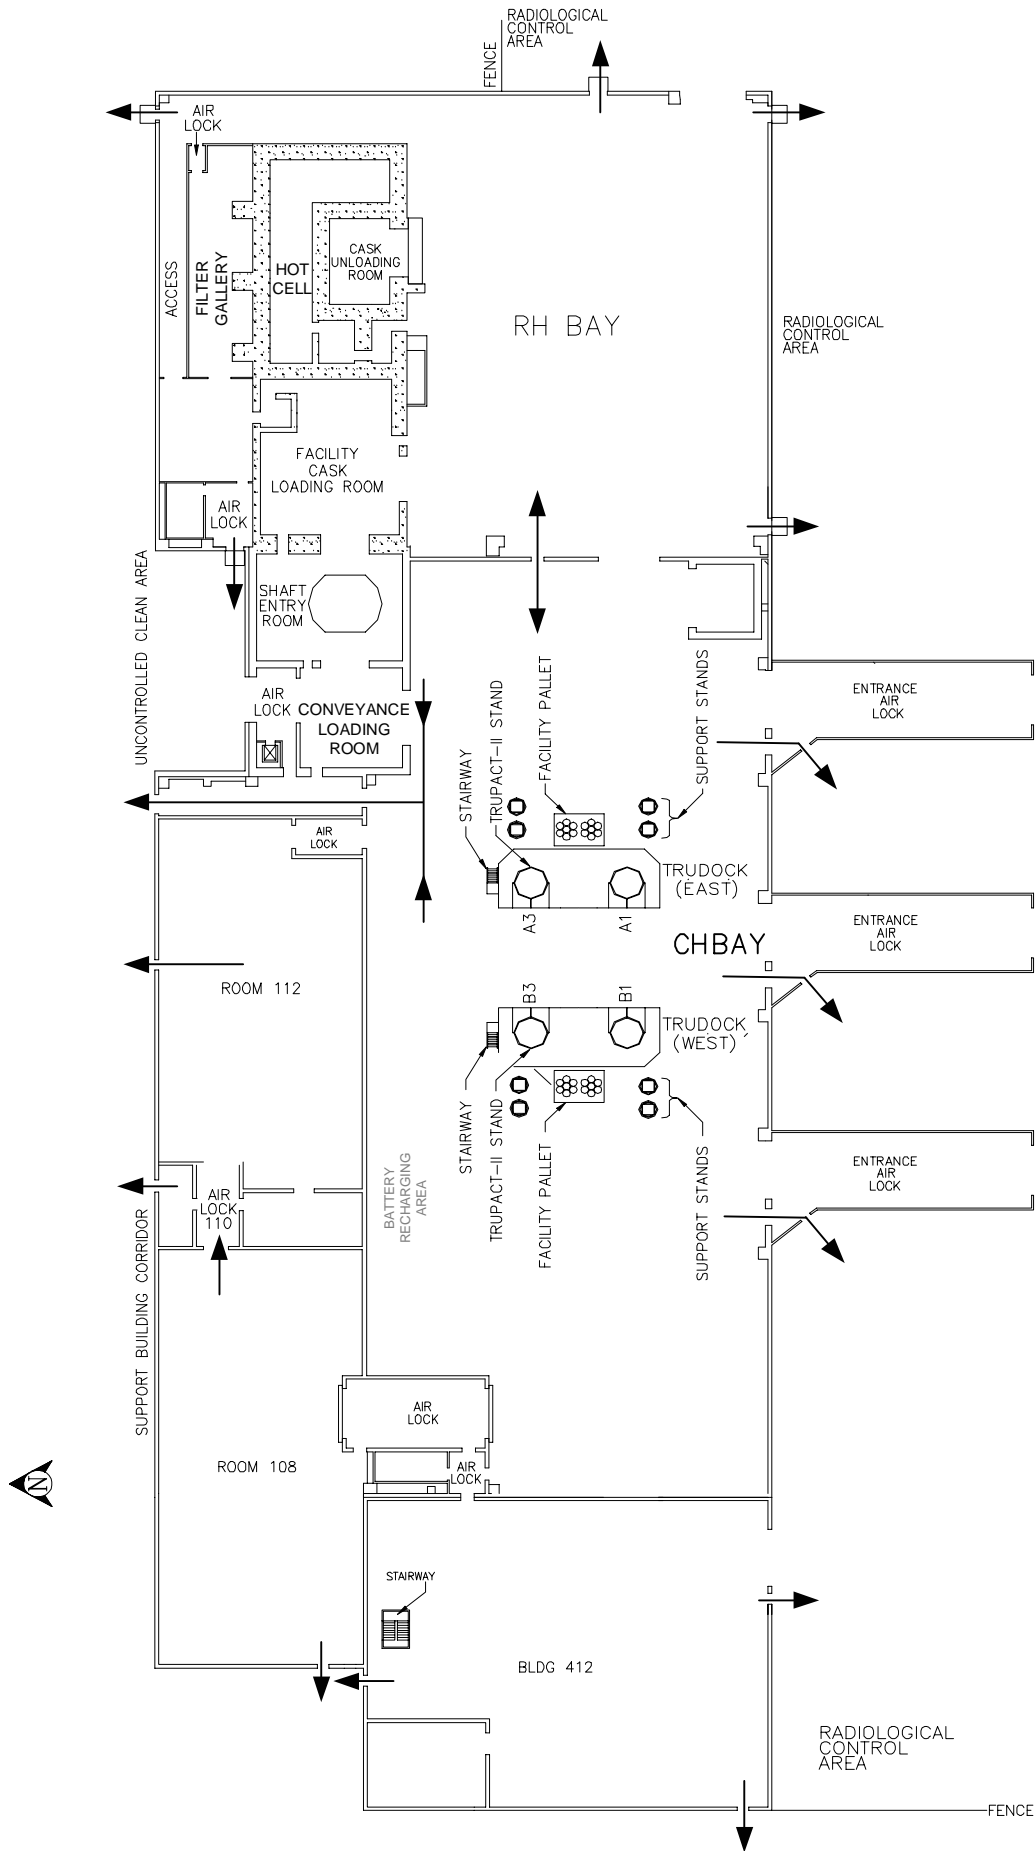 RADIOLOGICAL
CONTROL
AREA
FENCE
AIR
LOCK
ACCESS
FILTER
GALLERY
HOT
CELL
CASK
UNLOADING
ROOM
RH BAY
RADIOLOGICAL
CONTROL
AREA
FACILITY
CASK
LOADING ROOM
AIR
LOCK
UNCONTROLLED CLEAN AREA
SHAFT
ENTRY
ROOM
AIR
LOCK
CONVEYANCE
LOADING
ROOM
STAIRWAY
TRUPACT-II STAND
FACILITY PALLET
SUPPORT STANDS
ENTRANCE
AIR
LOCK
AIR
LOCK
TRUDOCK
(EAST)
A3
A1
CHBAY
ENTRANCE
AIR
LOCK
ROOM 112
B3
B1
TRUDOCK
(WEST)
STAIRWAY
TRUPACT-II STAND
FACILITY PALLET
SUPPORT STANDS
ENTRANCE
AIR
LOCK
BATTERY
RECHARGING
AREA
AIR
LOCK
110
SUPPORT BUILDING CORRIDOR
AIR
LOCK
N
ROOM 108
AIR
LOCK
STAIRWAY
BLDG 412
RADIOLOGICAL
CONTROL
AREA
FENCE